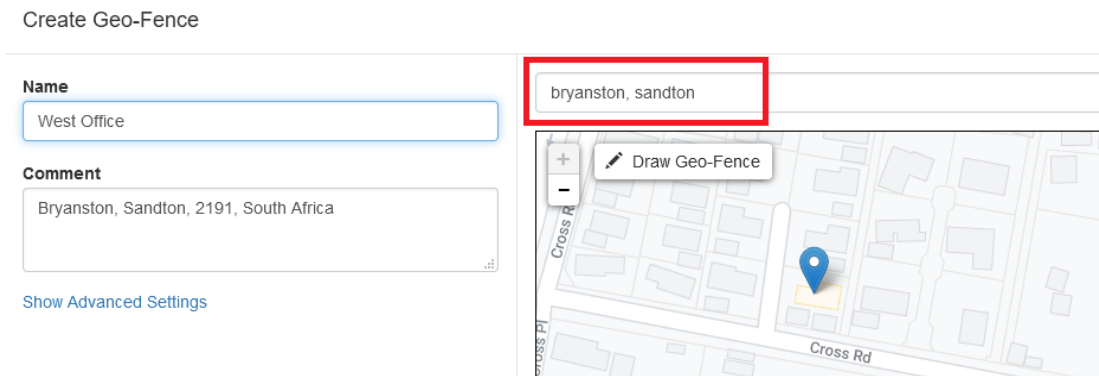 Create Geo-Fence
Name
West Office
Comment
Bryanston, Sandton, 2191, South Africa
Show Advanced Settings
bryanston, sandton
+
−
Draw Geo-Fence
Cross Rd